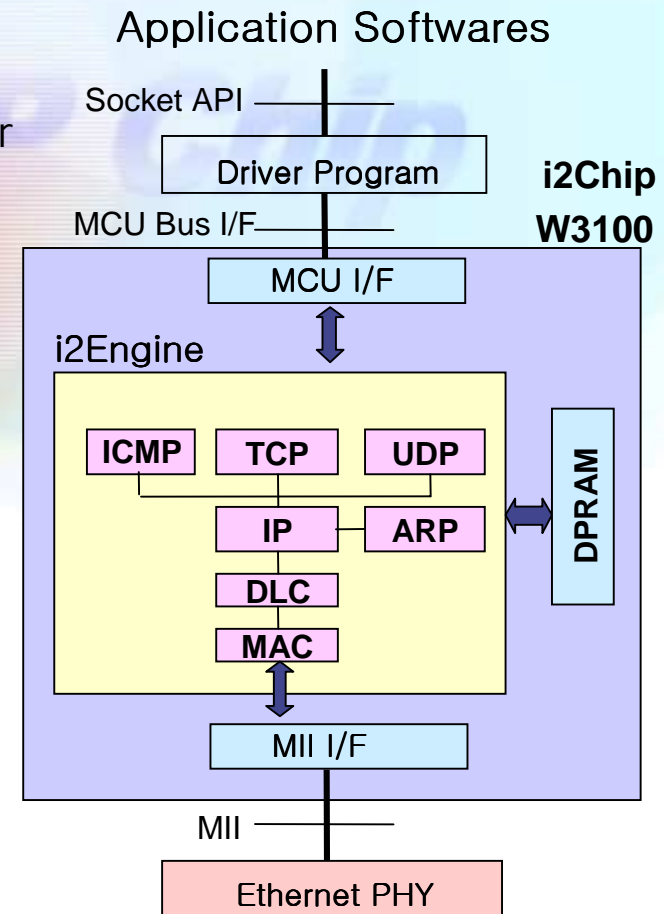 Application Softwares
Socket API
r
Driver Program
i2Chip
MCU Bus I/F
W3100
MCU I/F
i2Engine
ICMP
TCP
UDP
IP
ARP
DPRAM
DLC
MAC
MII I/F
MII
Ethernet PHY
P Chip